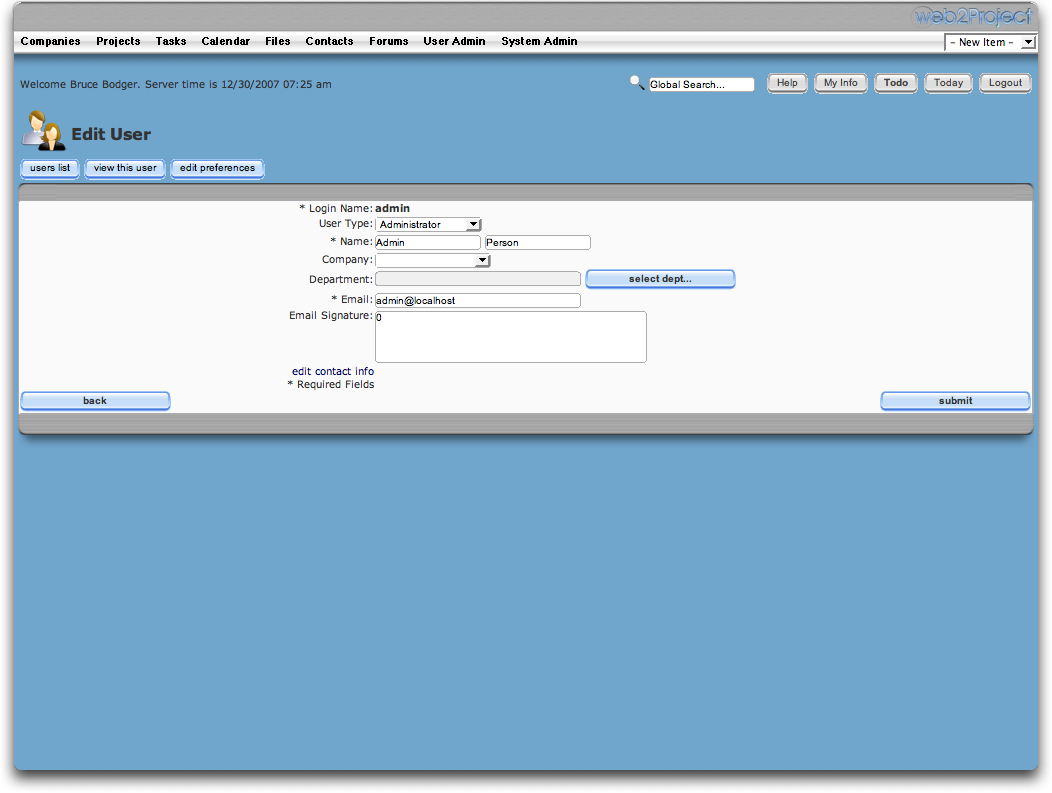 web2Project
Companies Projects Tasks Calendar Files Contacts Forums User Admin System Admin - New Item -
Welcome Bruce Bodger. Server time is 12/30/2007 07:25 am Global Search... Help My Info Todo Today Logout
Edit User
users list view this user edit preferences
* Login Name: admin
User Type: Administrator
* Name: Admin Person
Company:
Department: select dept...
* Email: admin@localhost
Email Signature: 0
edit contact info
* Required Fields
back submit